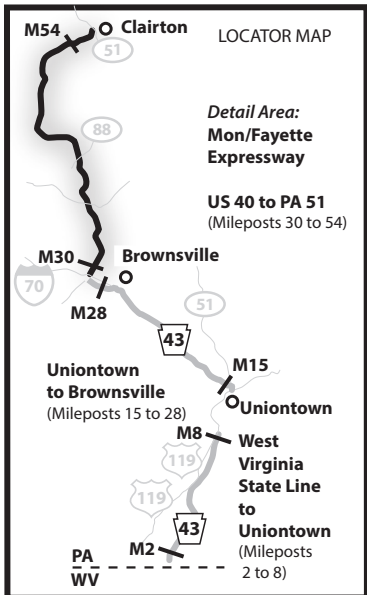 LOCATOR MAP
M54
Clairton
51
Detail Area:
Mon/Fayette
Expressway
88
US 40 to PA 51
(Mileposts 30 to 54)
M30
Brownsville
70
M28
51
43
M15
Uniontown
to Brownsville
(Mileposts 15 to 28)
Uniontown
M8
West
Virginia
State Line
to
Uniontown
(Mileposts
2 to 8)
119
119
43
M2
PA
WV